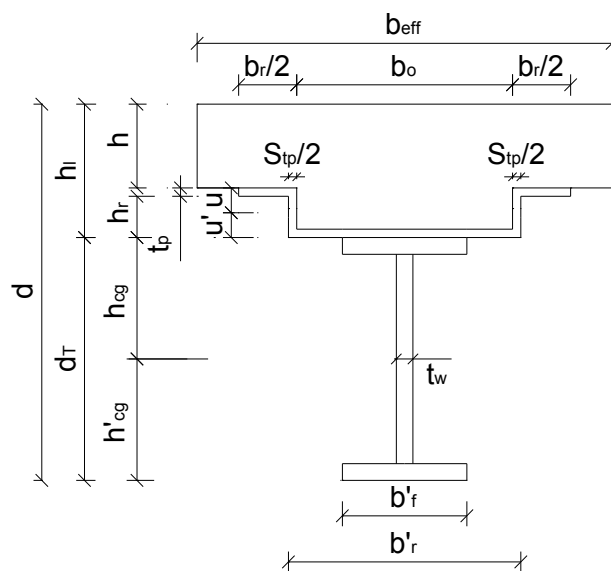 beff
br/2
bo
br/2
Stp/2
Stp/2
h
hl
hr
tp
u
u'
d
dT
hcg
h'cg
tw
b'f
b'r